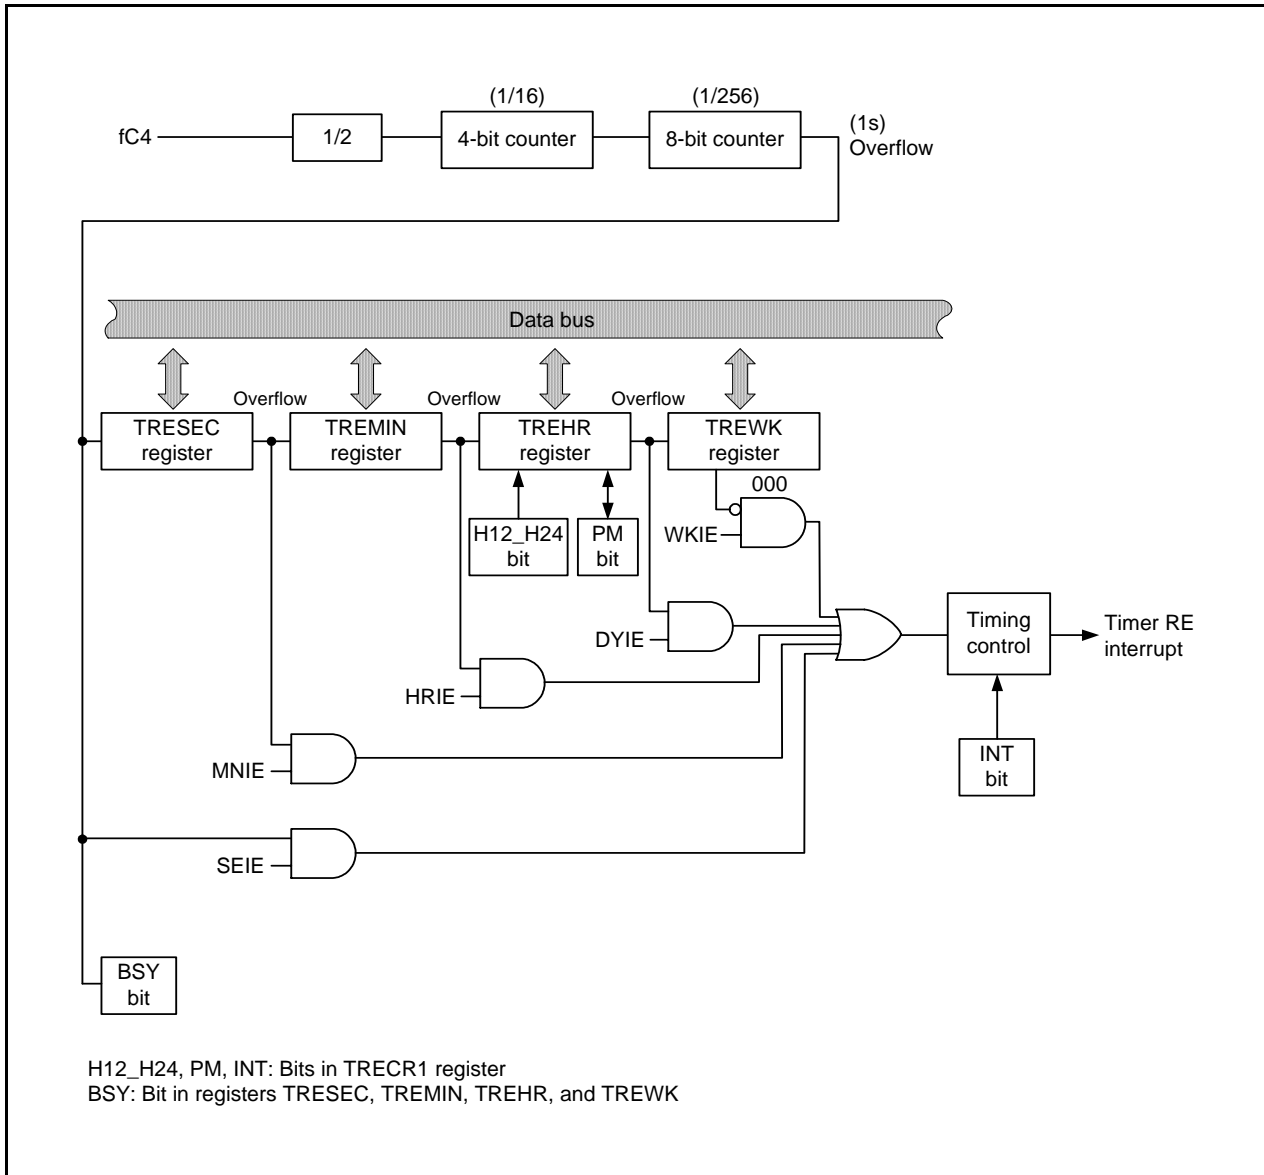 (1/16)
(1/256)
fC4
1/2
4-bit counter
8-bit counter
(1s)
Overflow
Data bus
Overflow
Overflow
Overflow
TRESEC
register
TREMIN
register
TREHR
register
TREWK
register
000
H12_H24
bit
PM
bit
WKIE
DYIE
Timing
control
Timer RE
interrupt
HRIE
MNIE
INT
bit
SEIE
BSY
bit
H12_H24, PM, INT: Bits in TRECR1 register
BSY: Bit in registers TRESEC, TREMIN, TREHR, and TREWK